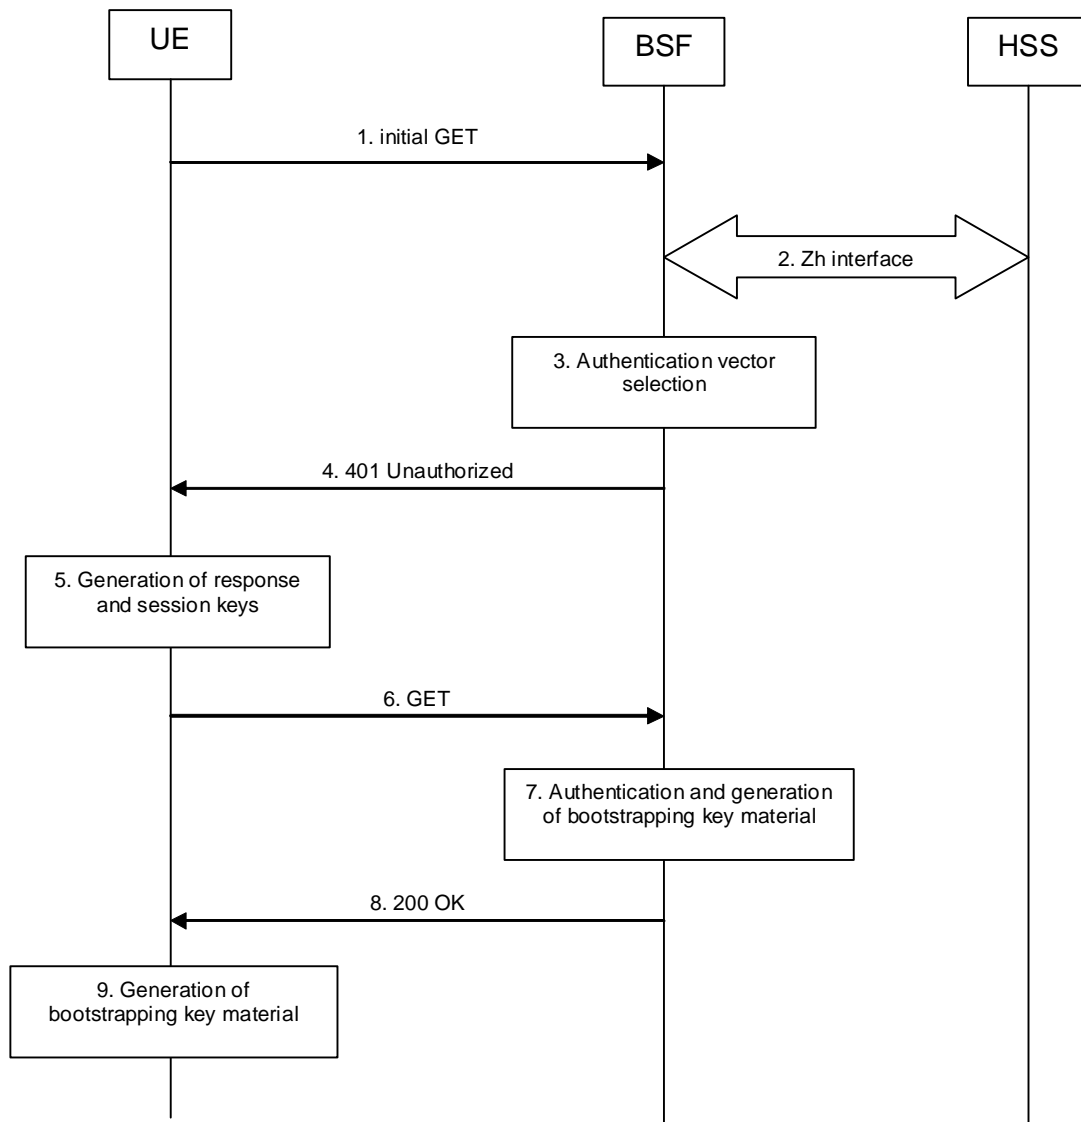 UE
BSF
HSS
1. initial GET
2. Zh interface
3. Authentication vector
selection
4. 401 Unauthorized
5. Generation of response
and session keys
6. GET
7. Authentication and generation
of bootstrapping key material
8. 200 OK
9. Generation of
bootstrapping key material